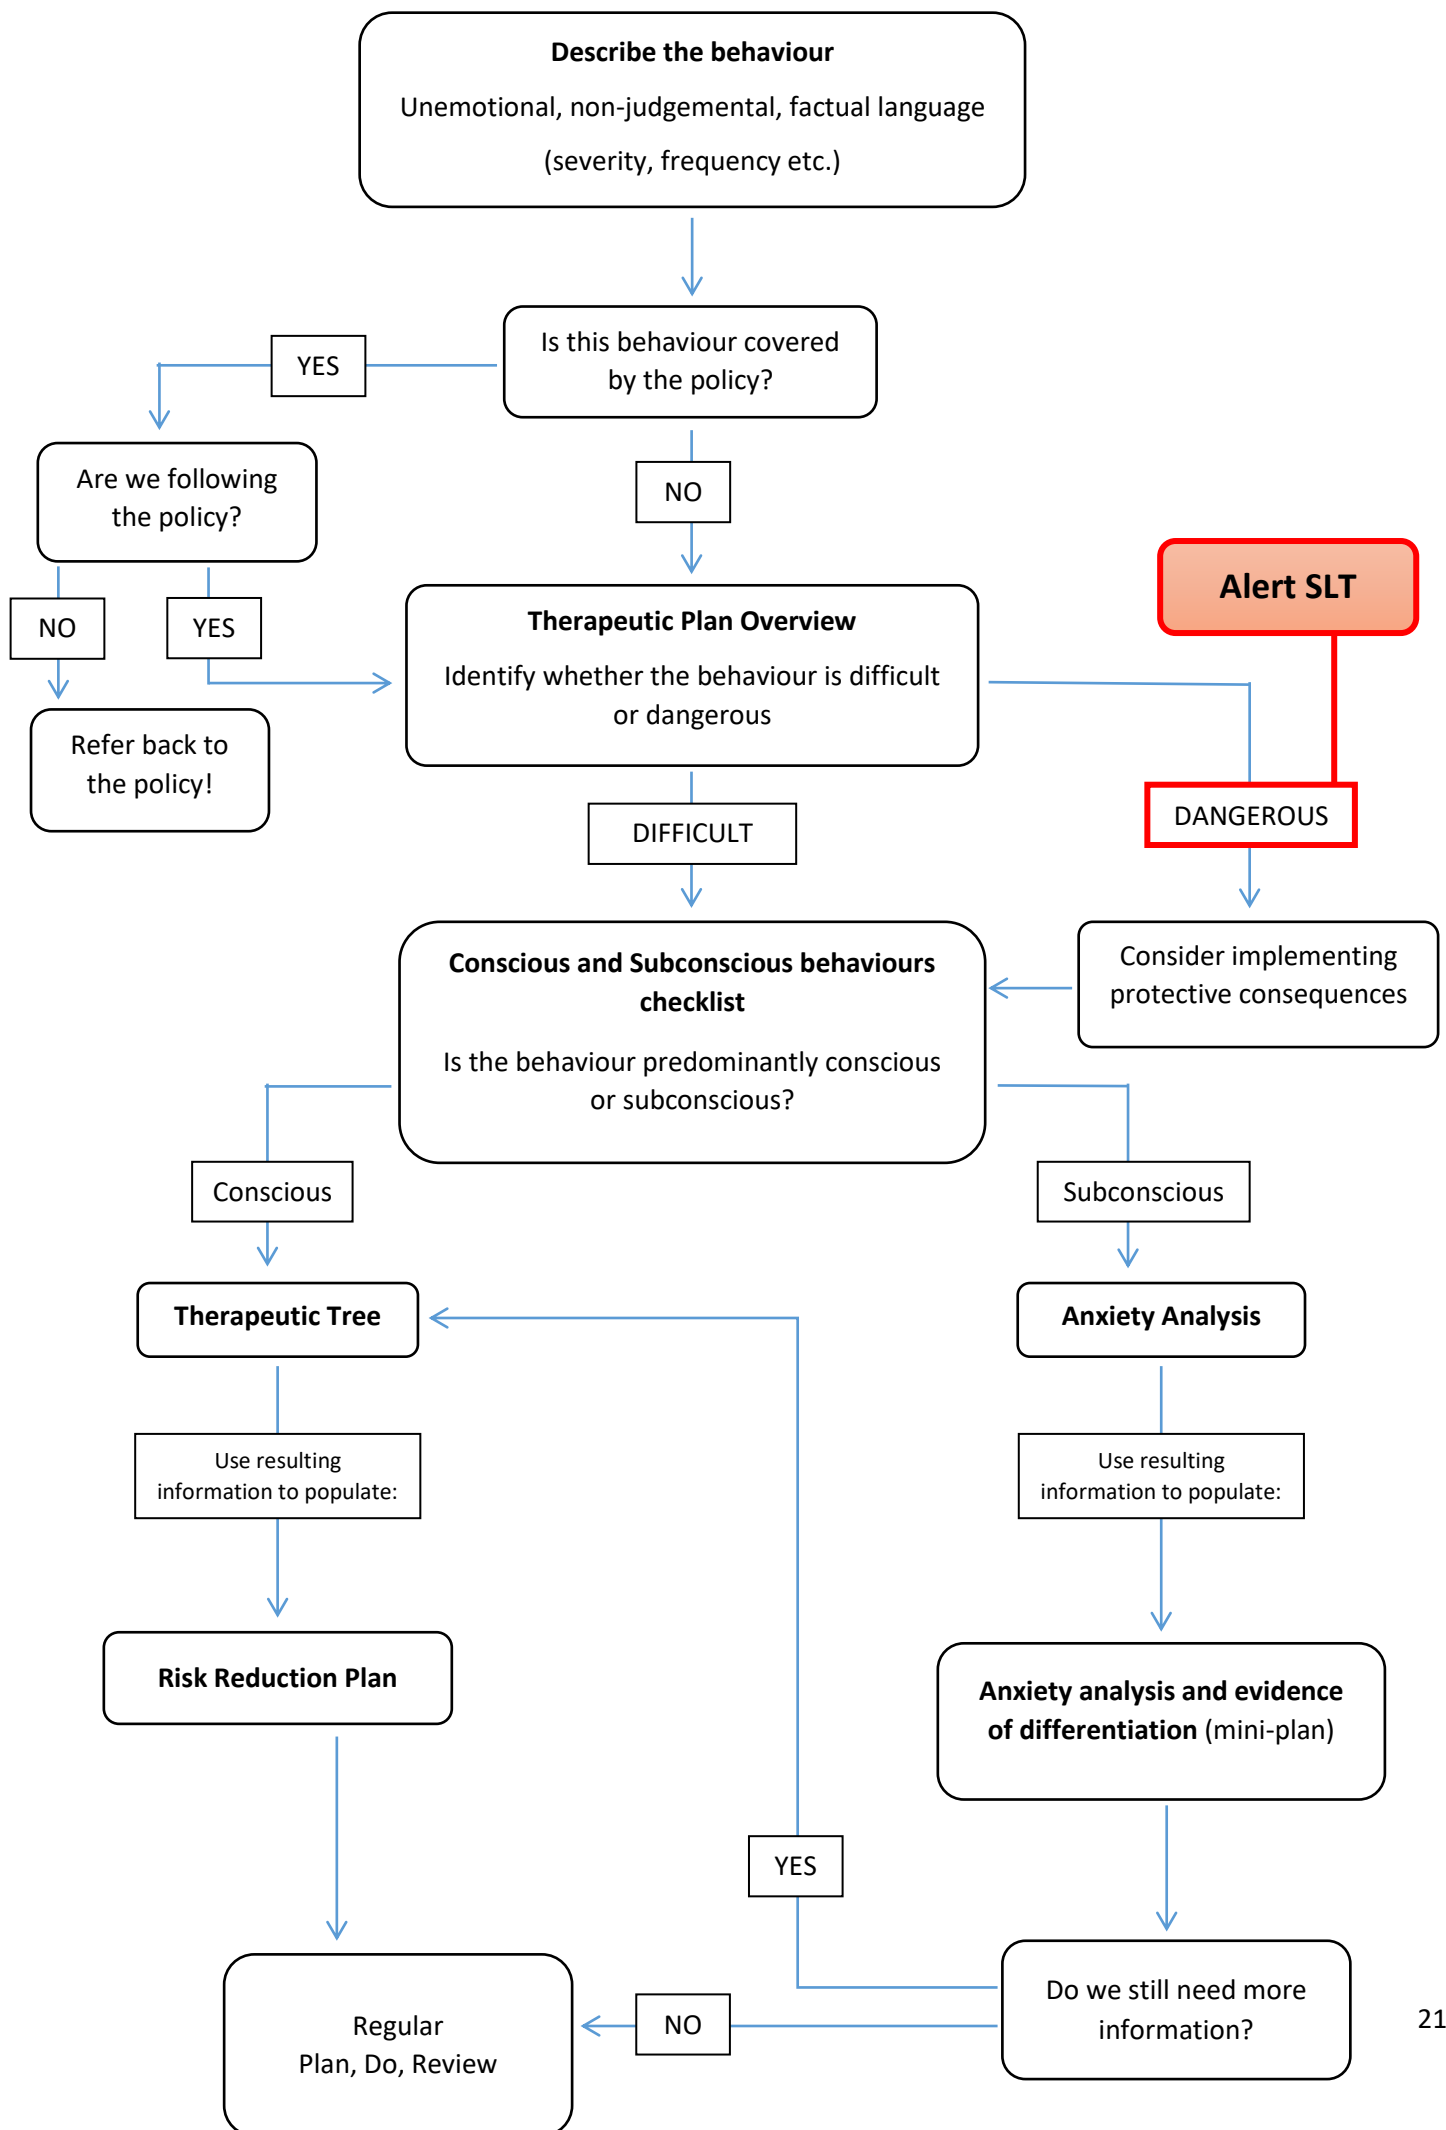 Describe the behaviour
Unemotional, non-judgemental, factual language
(severity, frequency etc.)
Is this behaviour covered
by the policy?
YES
Are we following
the policy?
NO
NO
YES
Alert SLT
Therapeutic Plan Overview
Identify whether the behaviour is difficult
or dangerous
Refer back to
the policy!
DIFFICULT
DANGEROUS
Conscious and Subconscious behaviours
checklist
Is the behaviour predominantly conscious
or subconscious?
Consider implementing
protective consequences
Conscious
Subconscious
Therapeutic Tree
Anxiety Analysis
Use resulting
information to populate:
Use resulting
information to populate:
Risk Reduction Plan
Anxiety analysis and evidence
of differentiation (mini-plan)
YES
Do we still need more
information?
NO
Regular
Plan, Do, Review
21